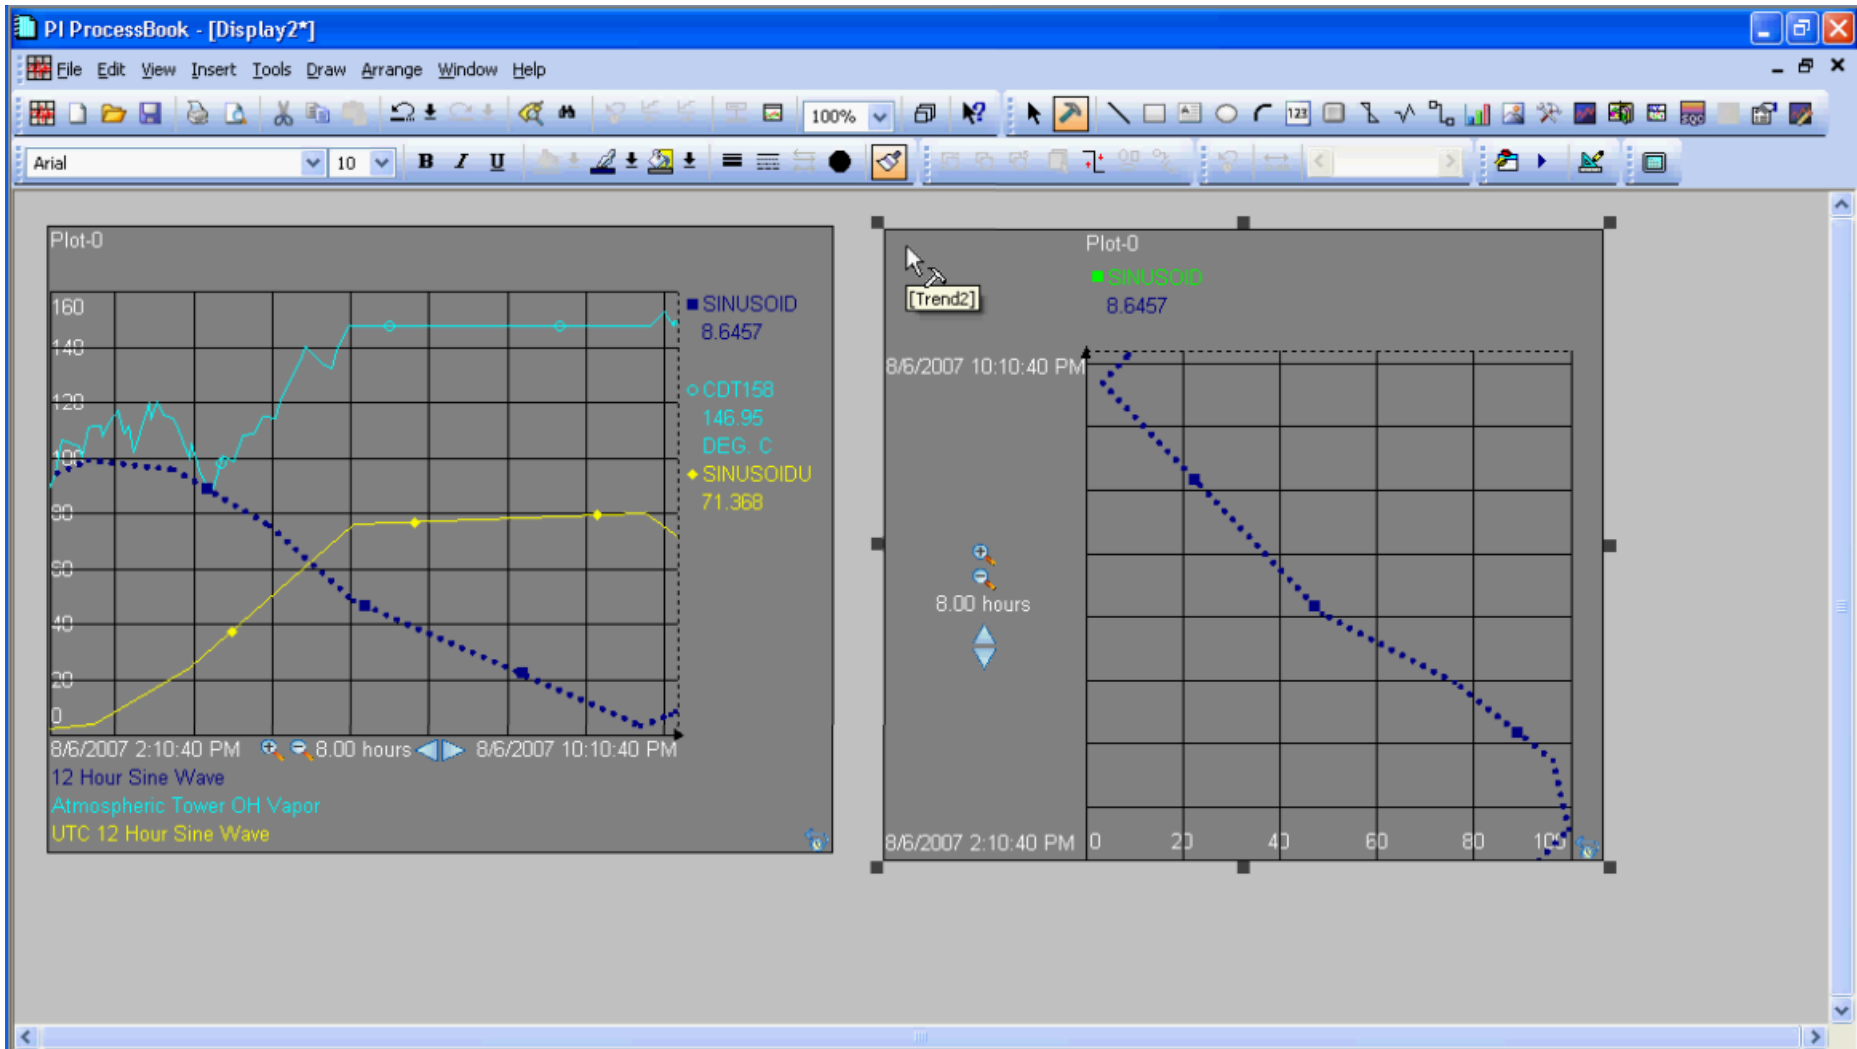 PI ProcessBook - [Display2*]
File Edit View Insert Tools Draw Arrange Window Help
100%
123
SQC
Arial 10 B I U
Plot-0
160
140
120
100
80
60
40
20
0
SINUSOID
8.6457
CDT158
146.95
DEG. C
SINUSOIDU
71.368
8/6/2007 2:10:40 PM 8.00 hours 8/6/2007 10:10:40 PM
12 Hour Sine Wave
Atmospheric Tower OH Vapor
UTC 12 Hour Sine Wave
Plot-0
SINUSOID
8.6457
[Trend2]
8/6/2007 10:10:40 PM
8.00 hours
8/6/2007 2:10:40 PM 0 20 40 60 80 100